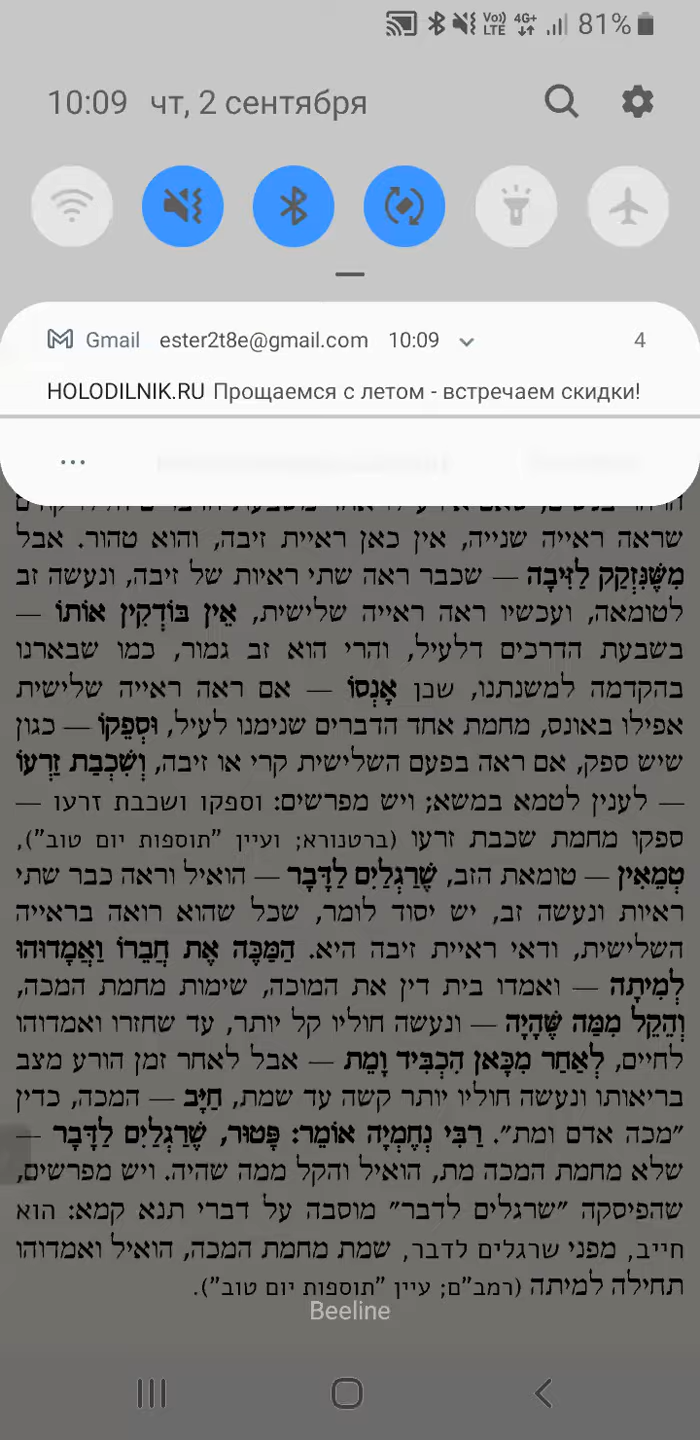 Vo)) LTE 4G+ 81%
10:09 чт, 2 сентября
Gmail ester2t8e@gmail.com 10:09 4
HOLODILNIK.RU Прощаемся с летом - встречаем скидки!
שראה ראייה שנייה, אין כאן ראיית זיבה, והוא טהור. אבל
מִשֶּׁנִּזְקַק לַזִּיבָה — שכבר ראה שתי ראיות של זיבה, ונעשה זב
לטומאה, ועכשיו ראה ראייה שלישית, אֵין בּוֹדְקִין אוֹתוֹ —
בשבעת הדרכים דלעיל, והרי הוא זב גמור, כמו שבארנו
בהקדמה למשנתנו, שכן אָנְסוֹ — אם ראה ראייה שלישית
אפילו באונס, מחמת אחד הדברים שנימנו לעיל, וּסְפֵקוֹ — כגון
שיש ספק, אם ראה בפעם השלישית קרי או זיבה, וְשִׁכְבַת זַרְעוֹ
— לענין לטמא במשא; ויש מפרשים: וספקו ושכבת זרעו —
ספקו מחמת שכבת זרעו (ברטנורא; ועיין "תוספות יום טוב"),
טְמֵאִין — טומאת הזב, שֶׁרַגְלַיִם לַדָּבָר — הואיל וראה כבר שתי
ראיות ונעשה זב, יש יסוד לומר, שכל שהוא רואה בראייה
השלישית, ודאי ראיית זיבה היא. הַמַּכֶּה אֶת חֲבֵרוֹ וַאֲמָדוּהוּ
לְמִיתָה — ואמדו בית דין את המוכה, שימות מחמת המכה,
וְהֵקֵל מִמַּה שֶּׁהָיָה — ונעשה חוליו קל יותר, עד שחזרו ואמדוהו
לחיים, לְאַחַר מִכָּאן הִכְבִּיד וָמֵת — אבל לאחר זמן הורע מצב
בריאותו ונעשה חוליו יותר קשה עד שמת, חַיָּב — המכה, כדין
"מכה אדם ומת". רַבִּי נְחֶמְיָה אוֹמֵר: פָּטוּר, שֶׁרַגְלַיִם לַדָּבָר —
שלא מחמת המכה מת, הואיל והקל ממה שהיה. ויש מפרשים,
שהפיסקה "שרגלים לדבר" מוסבה על דברי תנא קמא: הוא
חייב, מפני שרגלים לדבר, שמת מחמת המכה, הואיל ואמדוהו
תחילה למיתה (רמב"ם; עיין "תוספות יום טוב").
Beeline